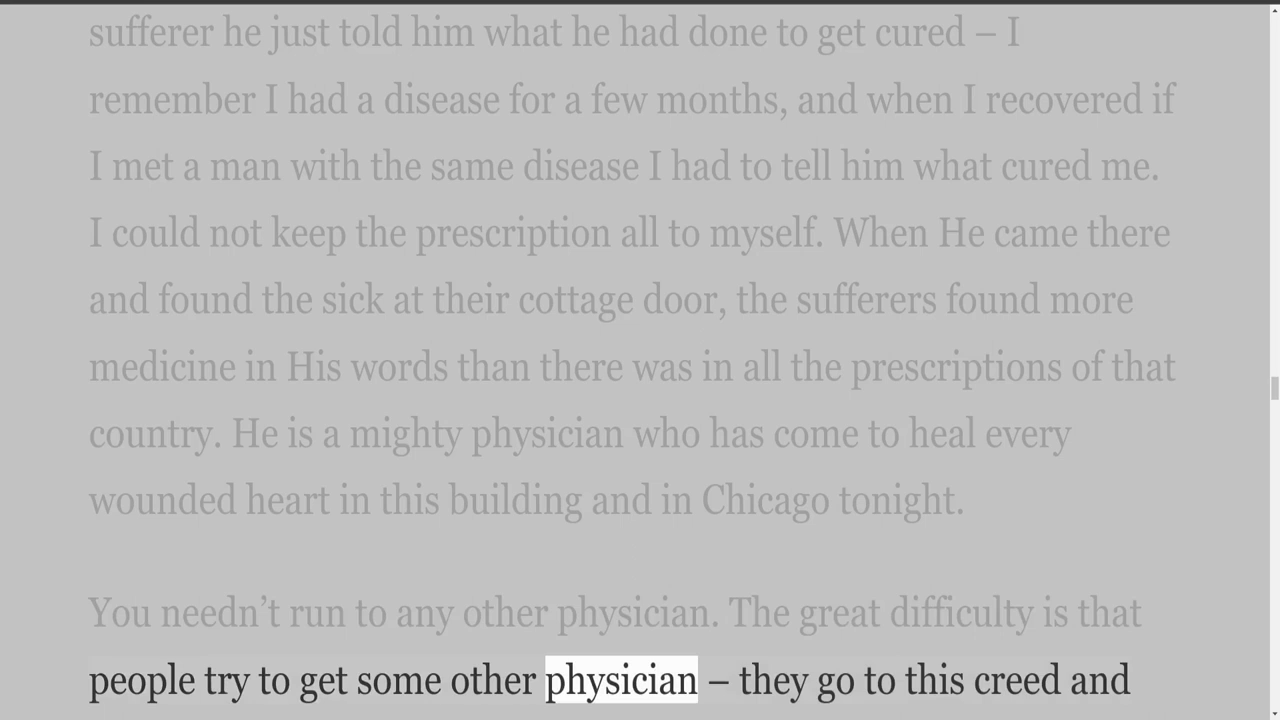 sufferer he just told him what he had done to get cured – I
remember I had a disease for a few months, and when I recovered if
I met a man with the same disease I had to tell him what cured me.
I could not keep the prescription all to myself. When He came there
and found the sick at their cottage door, the sufferers found more
medicine in His words than there was in all the prescriptions of that
country. He is a mighty physician who has come to heal every
wounded heart in this building and in Chicago tonight.
You needn’t run to any other physician. The great difficulty is that
people try to get some other physician – they go to this creed and